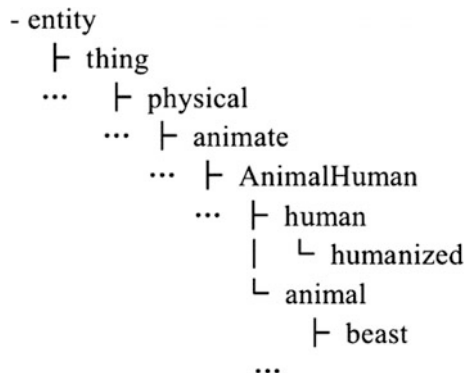 - entity
├ thing
... ├ physical
... ├ animate
... ├ AnimalHuman
... ├ human
│ └ humanized
└ animal
├ beast
...